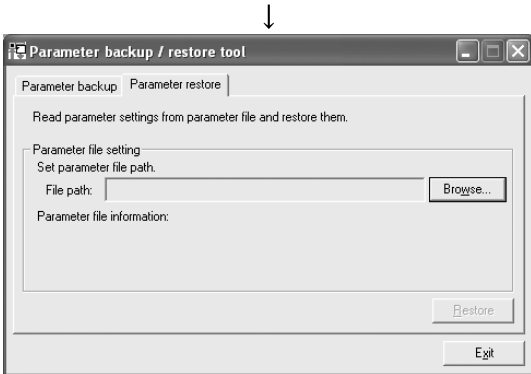 ↓
Parameter backup / restore tool
Parameter backup Parameter restore
Read parameter settings from parameter file and restore them.
Parameter file setting
Set parameter file path.
File path: Browse...
Parameter file information:
Restore
Exit